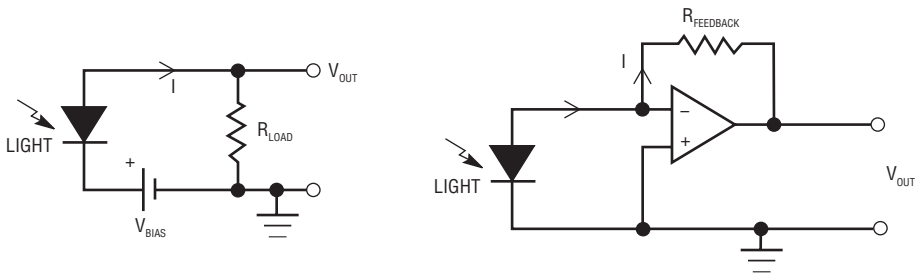 V_OUT
I
R_LOAD
LIGHT
+
V_BIAS
R_FEEDBACK
I
−
+
LIGHT
V_OUT